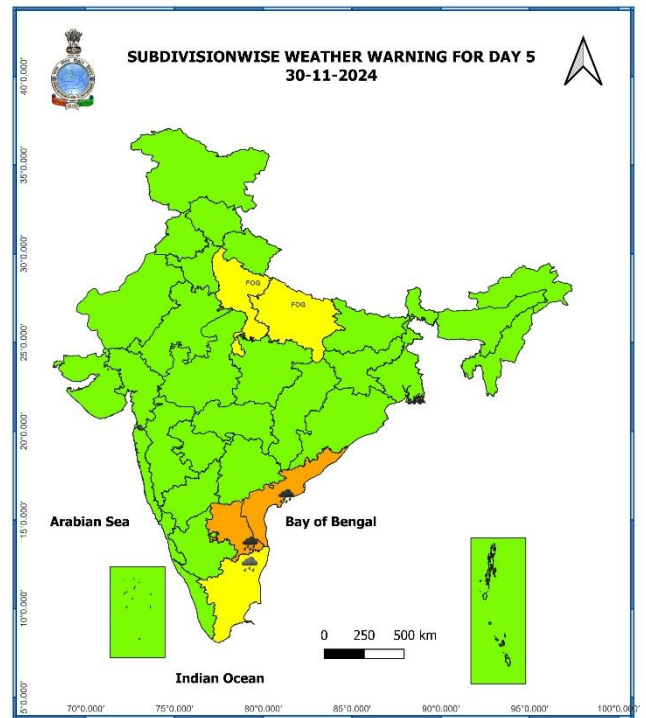 SUBDIVISIONWISE WEATHER WARNING FOR DAY 5
30-11-2024
40°0.000'
35°0.000'
30°0.000'
FOG
FOG
25°0.000'
20°0.000'
15°0.000'
Arabian Sea
Bay of Bengal
10°0.000'
0 250 500 km
Indian Ocean
5°0.000'
70°0.000' 75°0.000' 80°0.000' 85°0.000' 90°0.000' 95°0.000' 100°0.000'